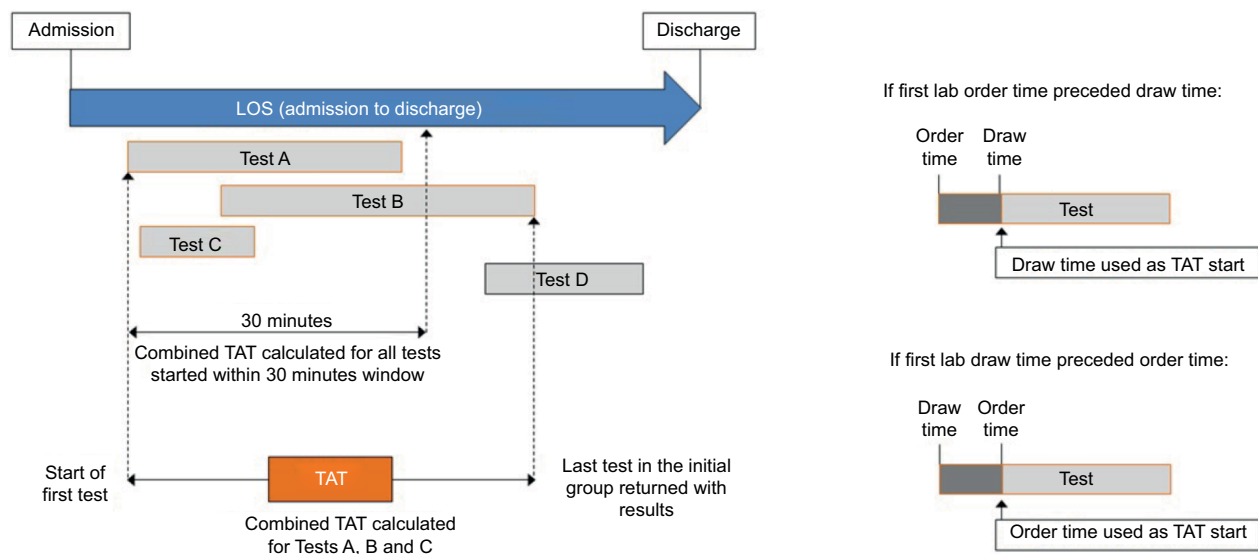 Admission
Discharge
LOS (admission to discharge)
Test A
Test B
Test C
Test D
30 minutes
Combined TAT calculated for all tests
started within 30 minutes window
Start of
first test
TAT
Last test in the initial
group returned with
results
Combined TAT calculated
for Tests A, B and C
If first lab order time preceded draw time:
Order
time
Draw
time
Test
Draw time used as TAT start
If first lab draw time preceded order time:
Draw
time
Order
time
Test
Order time used as TAT start